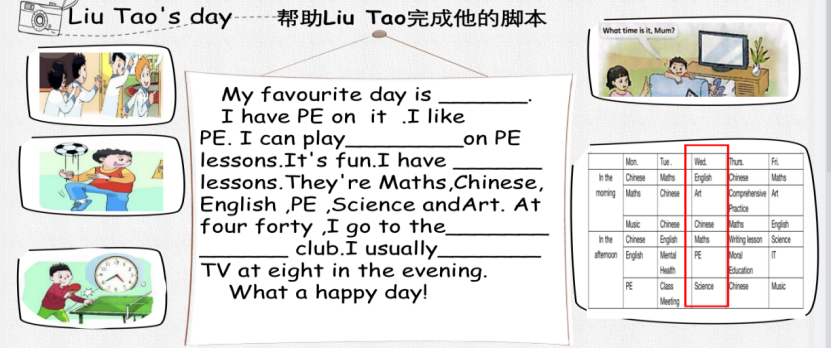 Liu Tao's day
帮助Liu Tao完成他的脚本
What time is it, Mum?
My favourite day is _______.
I have PE on it .I like
PE. I can play_________on PE
lessons.It's fun.I have _______
lessons.They're Maths,Chinese,
English ,PE ,Science andArt. At
four forty ,I go to the________
_______ club.I usually________
TV at eight in the evening.
What a happy day!
Mon. Tue . Wed. Thurs. Fri.
In the Chinese Maths English Chinese Maths
morning Maths Chinese Art Comprehensive Art
Practice
Music Chinese Chinese Maths English
In the Chinese English Maths Writing lesson Science
afternoon English Mental PE Moral IT
Health Education
PE Class Science Chinese Music
Meeting